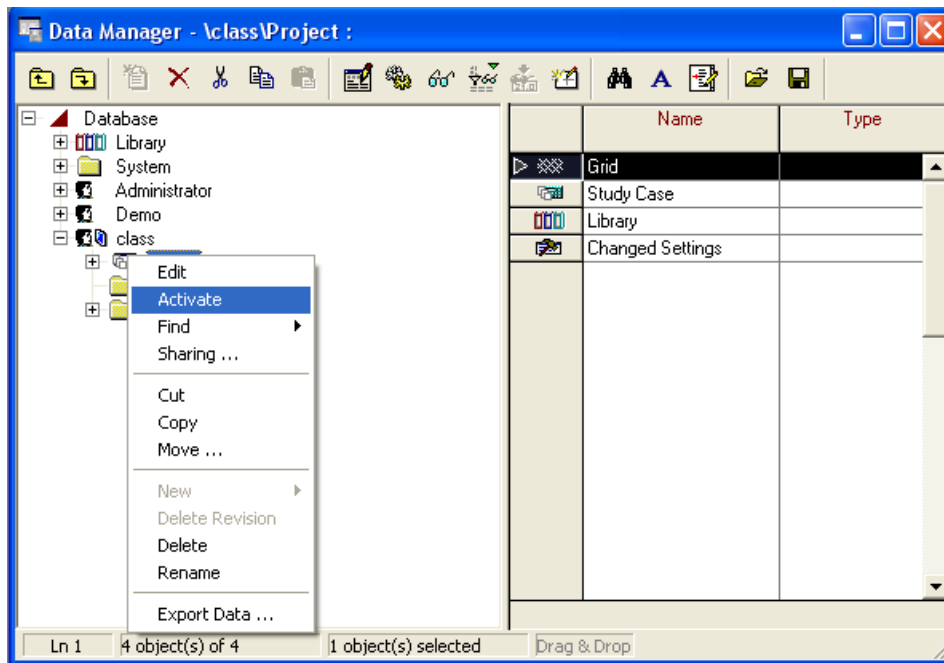 Data Manager - \class\Project :
Database
Library
System
Administrator
Demo
class
Edit
Activate
Find
Sharing ...
Cut
Copy
Move ...
New
Delete Revision
Delete
Rename
Export Data ...
Name Type
Grid
Study Case
Library
Changed Settings
Ln 1 4 object(s) of 4 1 object(s) selected Drag & Drop